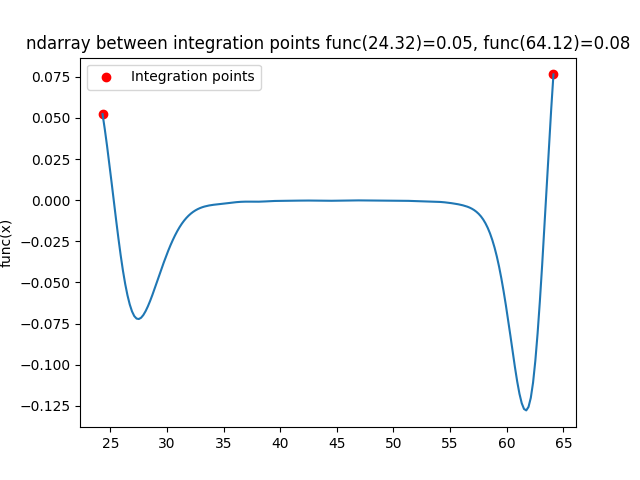 ndarray between integration points func(24.32)=0.05, func(64.12)=0.08
Integration points
func(x)
0.075
0.050
0.025
0.000
−0.025
−0.050
−0.075
−0.100
−0.125
25 30 35 40 45 50 55 60 65